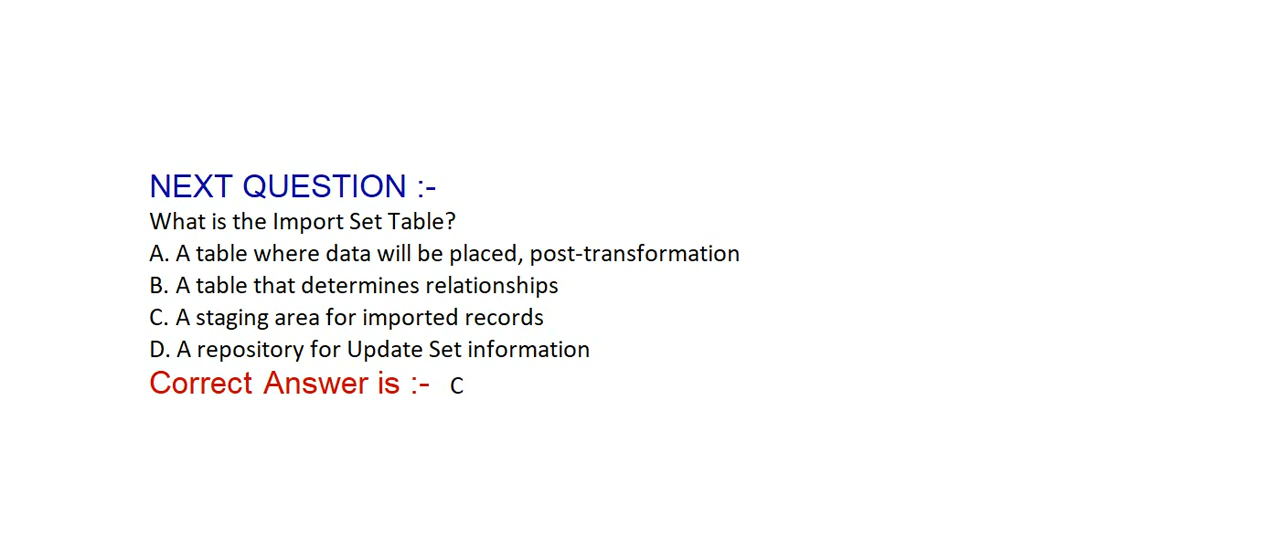 NEXT QUESTION :-
What is the Import Set Table?
A. A table where data will be placed, post-transformation
B. A table that determines relationships
C. A staging area for imported records
D. A repository for Update Set information
Correct Answer is :- C